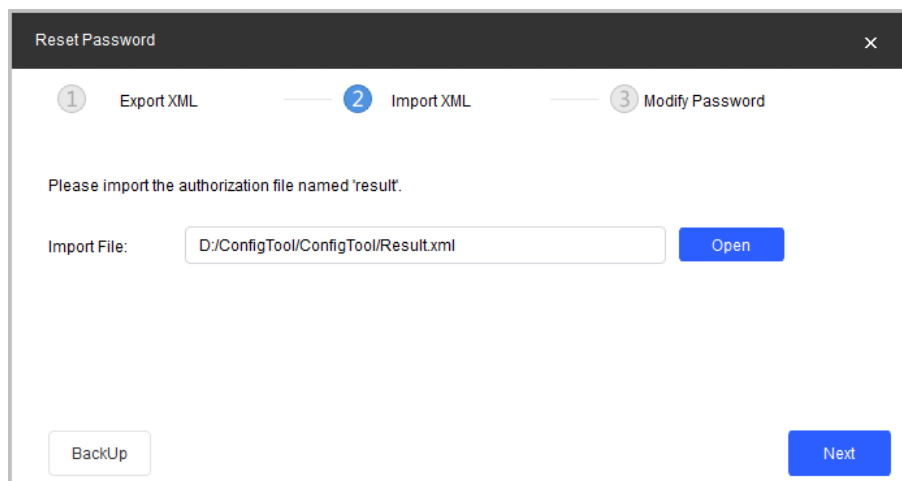 Reset Password
1 Export XML 2 Import XML 3 Modify Password
Please import the authorization file named 'result'.
Import File: D:/ConfigTool/ConfigTool/Result.xml Open
BackUp Next